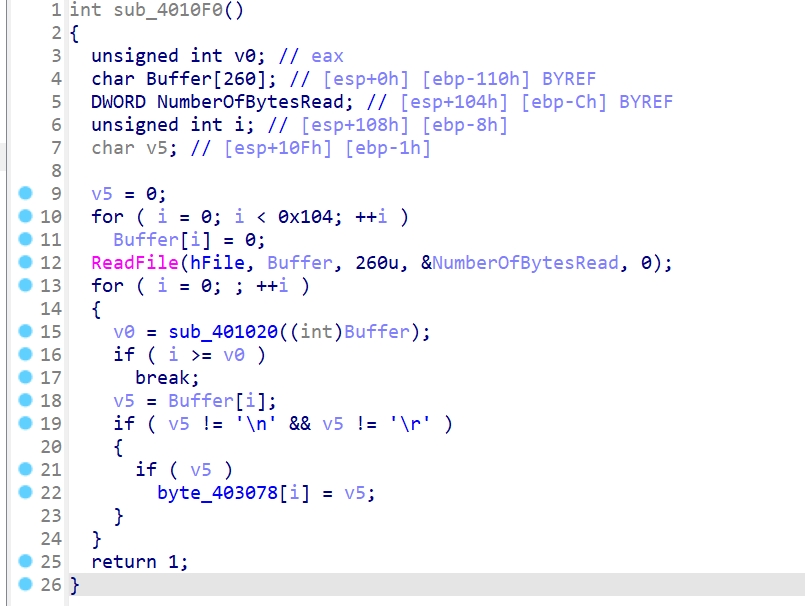 1 int sub_4010F0()
2 {
3 unsigned int v0; // eax
4 char Buffer[260]; // [esp+0h] [ebp-110h] BYREF
5 DWORD NumberOfBytesRead; // [esp+104h] [ebp-Ch] BYREF
6 unsigned int i; // [esp+108h] [ebp-8h]
7 char v5; // [esp+10Fh] [ebp-1h]
8
9 v5 = 0;
10 for ( i = 0; i < 0x104; ++i )
11 Buffer[i] = 0;
12 ReadFile(hFile, Buffer, 260u, &NumberOfBytesRead, 0);
13 for ( i = 0; ; ++i )
14 {
15 v0 = sub_401020((int)Buffer);
16 if ( i >= v0 )
17 break;
18 v5 = Buffer[i];
19 if ( v5 != '\n' && v5 != '\r' )
20 {
21 if ( v5 )
22 byte_403078[i] = v5;
23 }
24 }
25 return 1;
26 }